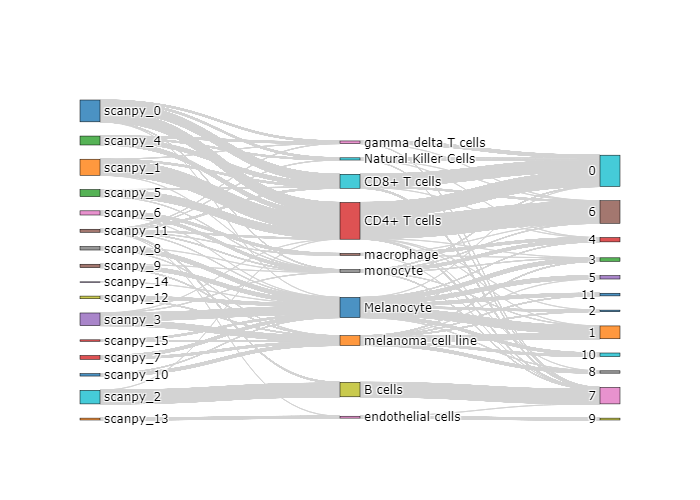 scanpy_0
scanpy_4
scanpy_1
scanpy_5
scanpy_6
scanpy_11
scanpy_8
scanpy_9
scanpy_14
scanpy_12
scanpy_3
scanpy_15
scanpy_7
scanpy_10
scanpy_2
scanpy_13
gamma delta T cells
Natural Killer Cells
CD8+ T cells
CD4+ T cells
macrophage
monocyte
Melanocyte
melanoma cell line
B cells
endothelial cells
0
6
4
3
5
11
2
1
10
8
7
9